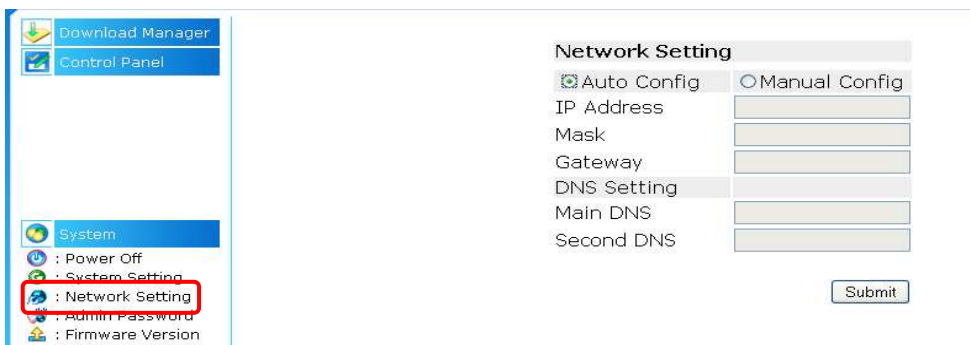 Download Manager
Control Panel
System
: Power Off
: System Setting
: Network Setting
: Admin Password
: Firmware Version
Network Setting
Auto Config Manual Config
IP Address
Mask
Gateway
DNS Setting
Main DNS
Second DNS
Submit